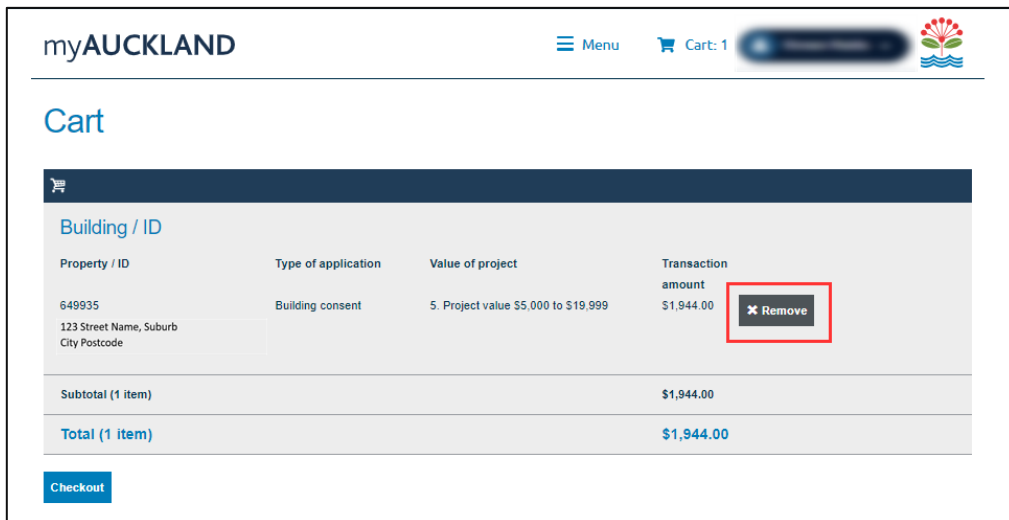 myAUCKLAND
Menu
Cart: 1
Cart
Building / ID
Property / ID Type of application Value of project Transaction
amount
649935 Building consent 5. Project value $5,000 to $19,999 $1,944.00 Remove
123 Street Name, Suburb
City Postcode
Subtotal (1 item) $1,944.00
Total (1 item) $1,944.00
Checkout